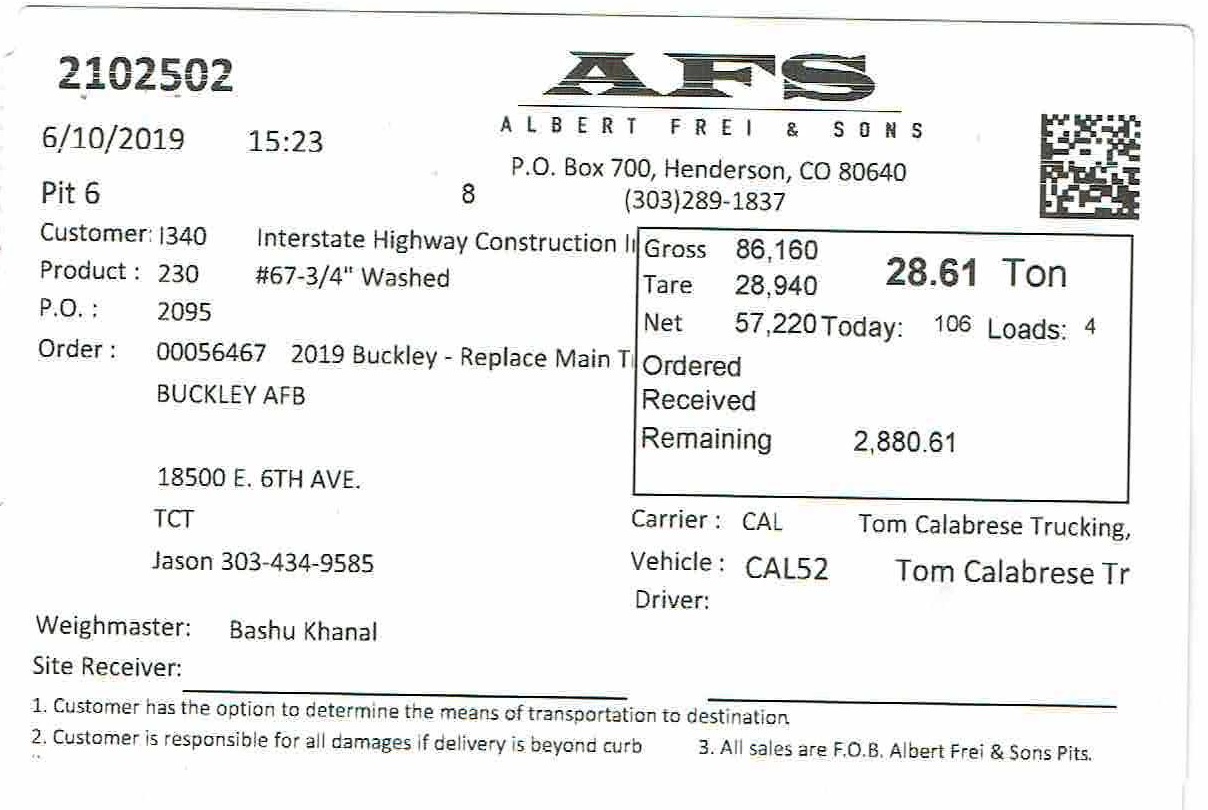 2102502
AFS
ALBERT FREI & SONS
6/10/2019 15:23
P.O. Box 700, Henderson, CO 80640
Pit 6 8 (303)289-1837
Customer: I340 Interstate Highway Construction I
Product : 230 #67-3/4" Washed
P.O. : 2095
Order : 00056467 2019 Buckley - Replace Main T
BUCKLEY AFB
18500 E. 6TH AVE.
TCT
Jason 303-434-9585
Gross 86,160 28.61 Ton
Tare 28,940
Net 57,220 Today: 106 Loads: 4
Ordered
Received
Remaining 2,880.61
Carrier : CAL Tom Calabrese Trucking,
Vehicle : CAL52 Tom Calabrese Tr
Driver:
Weighmaster: Bashu Khanal
Site Receiver:
1. Customer has the option to determine the means of transportation to destination.
2. Customer is responsible for all damages if delivery is beyond curb 3. All sales are F.O.B. Albert Frei & Sons Pits.